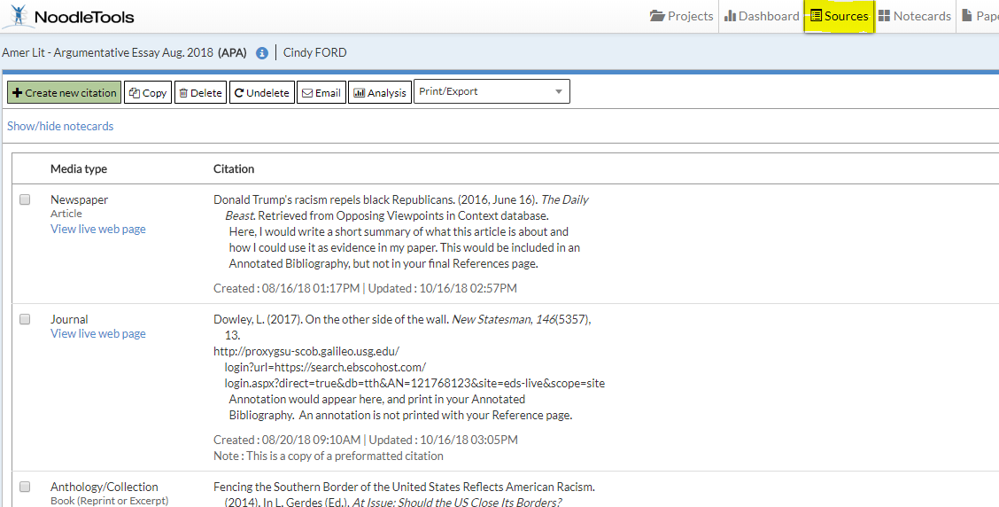 NoodleTools
Projects
Dashboard
Sources
Notecards
Pape
Amer Lit - Argumentative Essay Aug. 2018 (APA) i | Cindy FORD
Create new citation
Copy
Delete
Undelete
Email
Analysis
Print/Export
Show/hide notecards
Media type
Citation
Newspaper
Article
View live web page
Donald Trump's racism repels black Republicans. (2016, June 16). The Daily
Beast. Retrieved from Opposing Viewpoints in Context database.
Here, I would write a short summary of what this article is about and
how I could use it as evidence in my paper. This would be included in an
Annotated Bibliography, but not in your final References page.
Created : 08/16/18 01:17PM | Updated : 10/16/18 02:57PM
Journal
View live web page
Dowley, L. (2017). On the other side of the wall. New Statesman, 146(5357),
13.
http://proxygsu-scob.galileo.usg.edu/
login?url=https://search.ebscohost.com/
login.aspx?direct=true&db=tth&AN=121768123&site=eds-live&scope=site
Annotation would appear here, and print in your Annotated
Bibliography. An annotation is not printed with your Reference page.
Created : 08/20/18 09:10AM | Updated : 10/16/18 03:05PM
Note : This is a copy of a preformatted citation
Anthology/Collection
Book (Reprint or Excerpt)
Fencing the Southern Border of the United States Reflects American Racism.
(2014). In L. Gerdes (Ed.), At Issue: Should the US Close Its Borders?